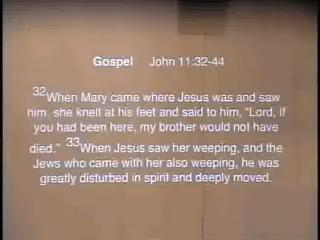 Gospel John 11:32-44
32When Mary came where Jesus was and saw
him, she knelt at his feet and said to him, "Lord, if
you had been here, my brother would not have
died." 33When Jesus saw her weeping, and the
Jews who came with her also weeping, he was
greatly disturbed in spirit and deeply moved.